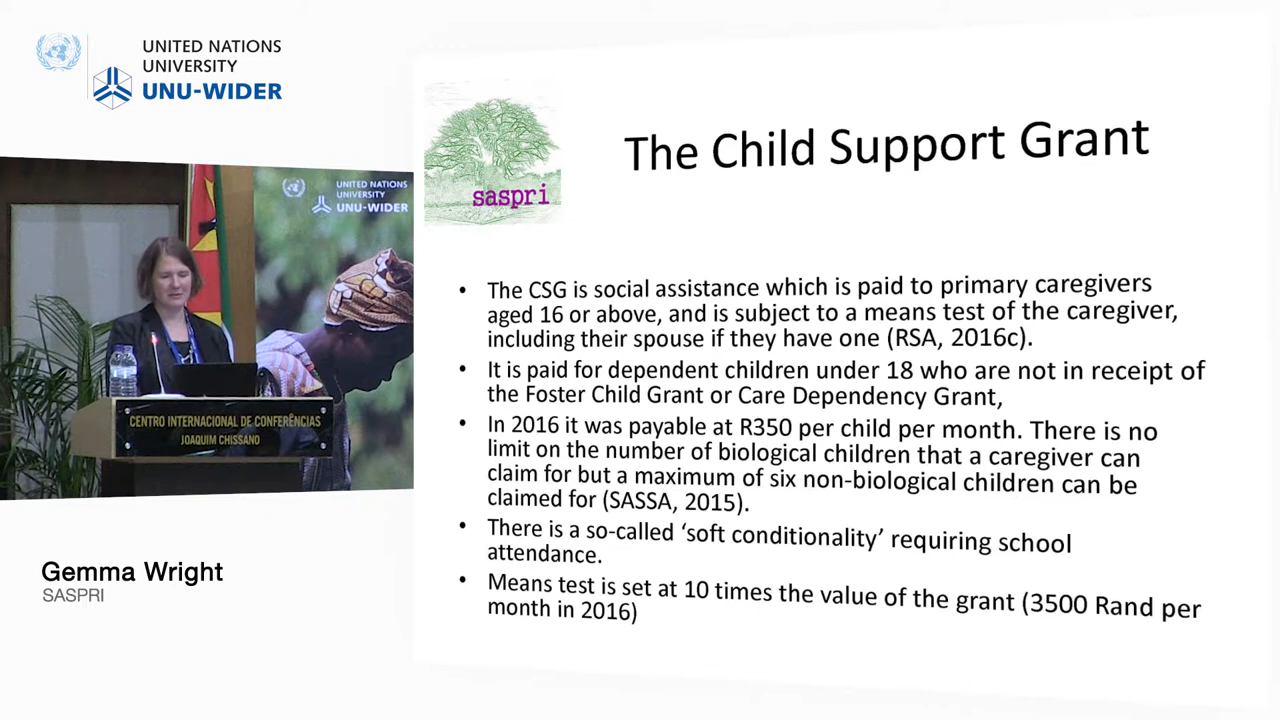 UNITED NATIONS
UNIVERSITY
UNU-WIDER
UNITED NATIONS
UNIVERSITY
UNU-WIDER
CENTRO INTERNACIONAL DE CONFERÊNCIAS
JOAQUIM CHISSANO
Gemma Wright
SASPRI
saspri
The Child Support Grant
• The CSG is social assistance which is paid to primary caregivers
aged 16 or above, and is subject to a means test of the caregiver,
including their spouse if they have one (RSA, 2016c).
• It is paid for dependent children under 18 who are not in receipt of
the Foster Child Grant or Care Dependency Grant,
• In 2016 it was payable at R350 per child per month. There is no
limit on the number of biological children that a caregiver can
claim for but a maximum of six non-biological children can be
claimed for (SASSA, 2015).
• There is a so-called ‘soft conditionality’ requiring school
attendance.
• Means test is set at 10 times the value of the grant (3500 Rand per
month in 2016)